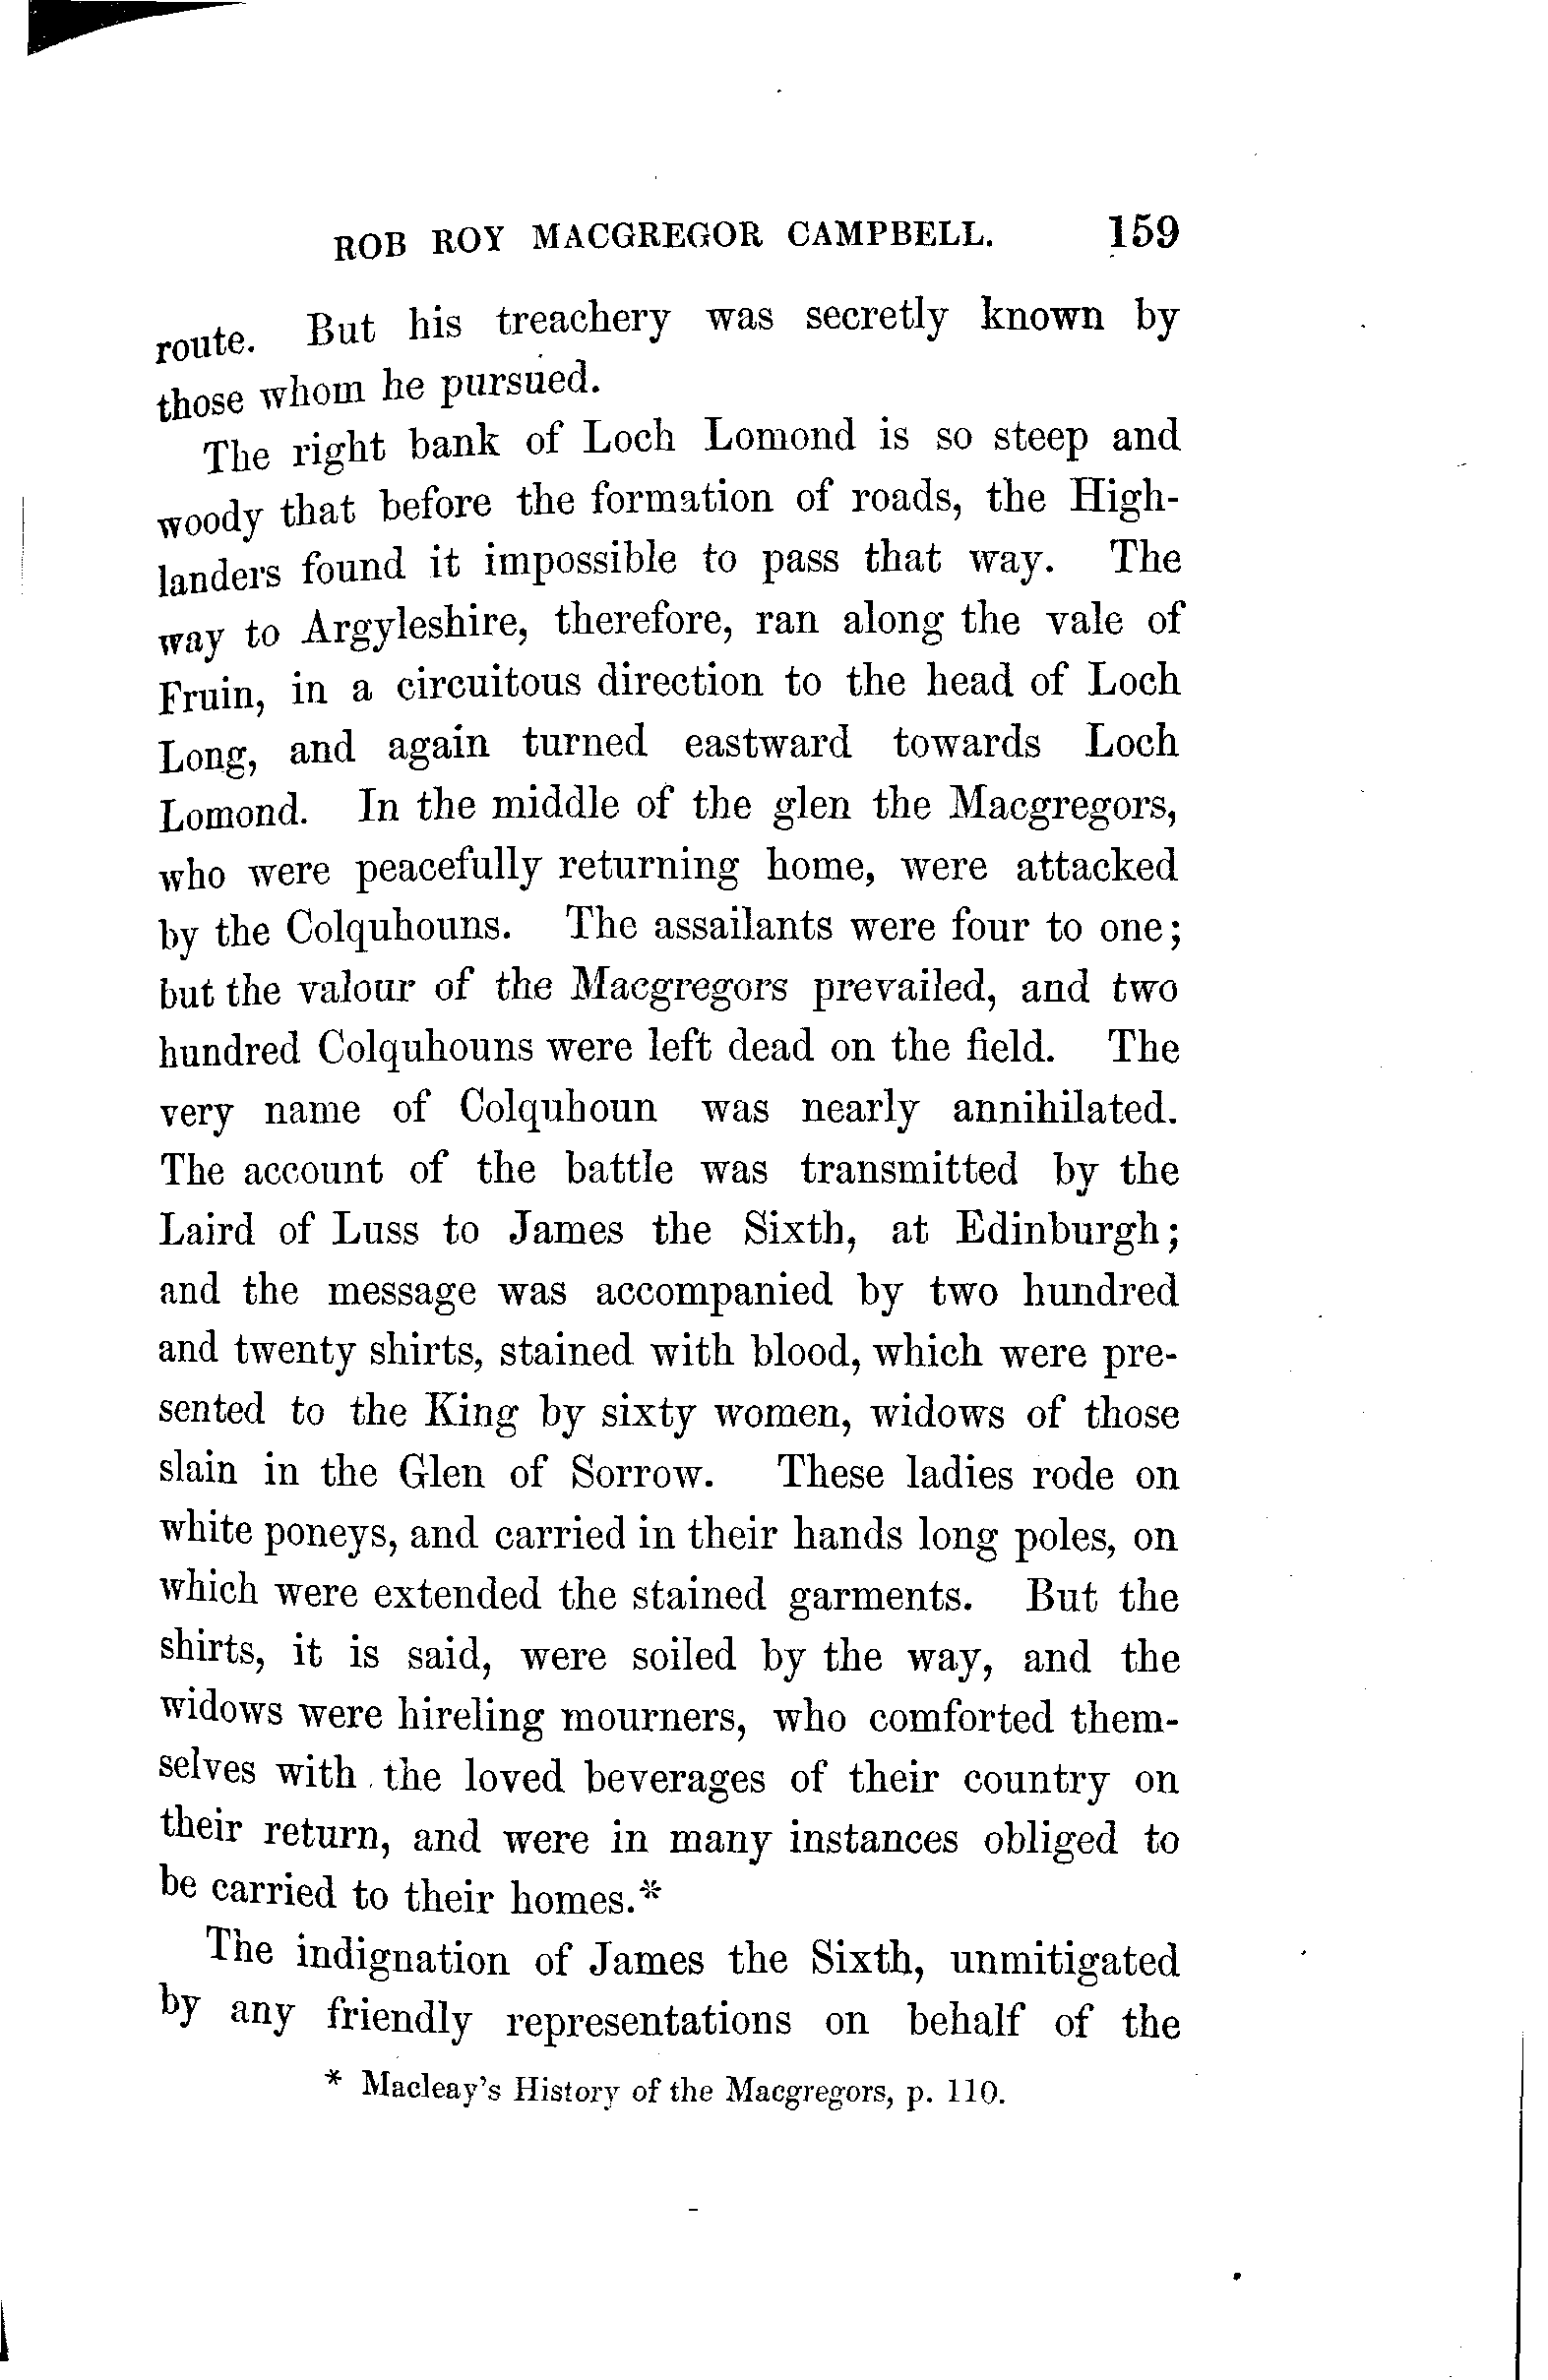 ROB ROY MACGREGOR CAMPBELL. 159
route. But his treachery was secretly known by
those whom he pursued.
The right bank of Loch Lomond is so steep and
woody that before the formation of roads, the High-
landers found it impossible to pass that way. The
way to Argyleshire, therefore, ran along the vale of
Fruin, in a circuitous direction to the head of Loch
Long, and again turned eastward towards Loch
Lomond. In the middle of the glen the Macgregors,
who were peacefully returning home, were attacked
by the Colquhouns. The assailants were four to one;
but the valour of the Macgregors prevailed, and two
hundred Colquhouns were left dead on the field. The
very name of Colquhoun was nearly annihilated.
The account of the battle was transmitted by the
Laird of Luss to James the Sixth, at Edinburgh;
and the message was accompanied by two hundred
and twenty shirts, stained with blood, which were pre-
sented to the King by sixty women, widows of those
slain in the Glen of Sorrow. These ladies rode on
white poneys, and carried in their hands long poles, on
which were extended the stained garments. But the
shirts, it is said, were soiled by the way, and the
widows were hireling mourners, who comforted them-
selves with the loved beverages of their country on
their return, and were in many instances obliged to
be carried to their homes.*
The indignation of James the Sixth, unmitigated
by any friendly representations on behalf of the
* Macleay's History of the Macgregors, p. 110.